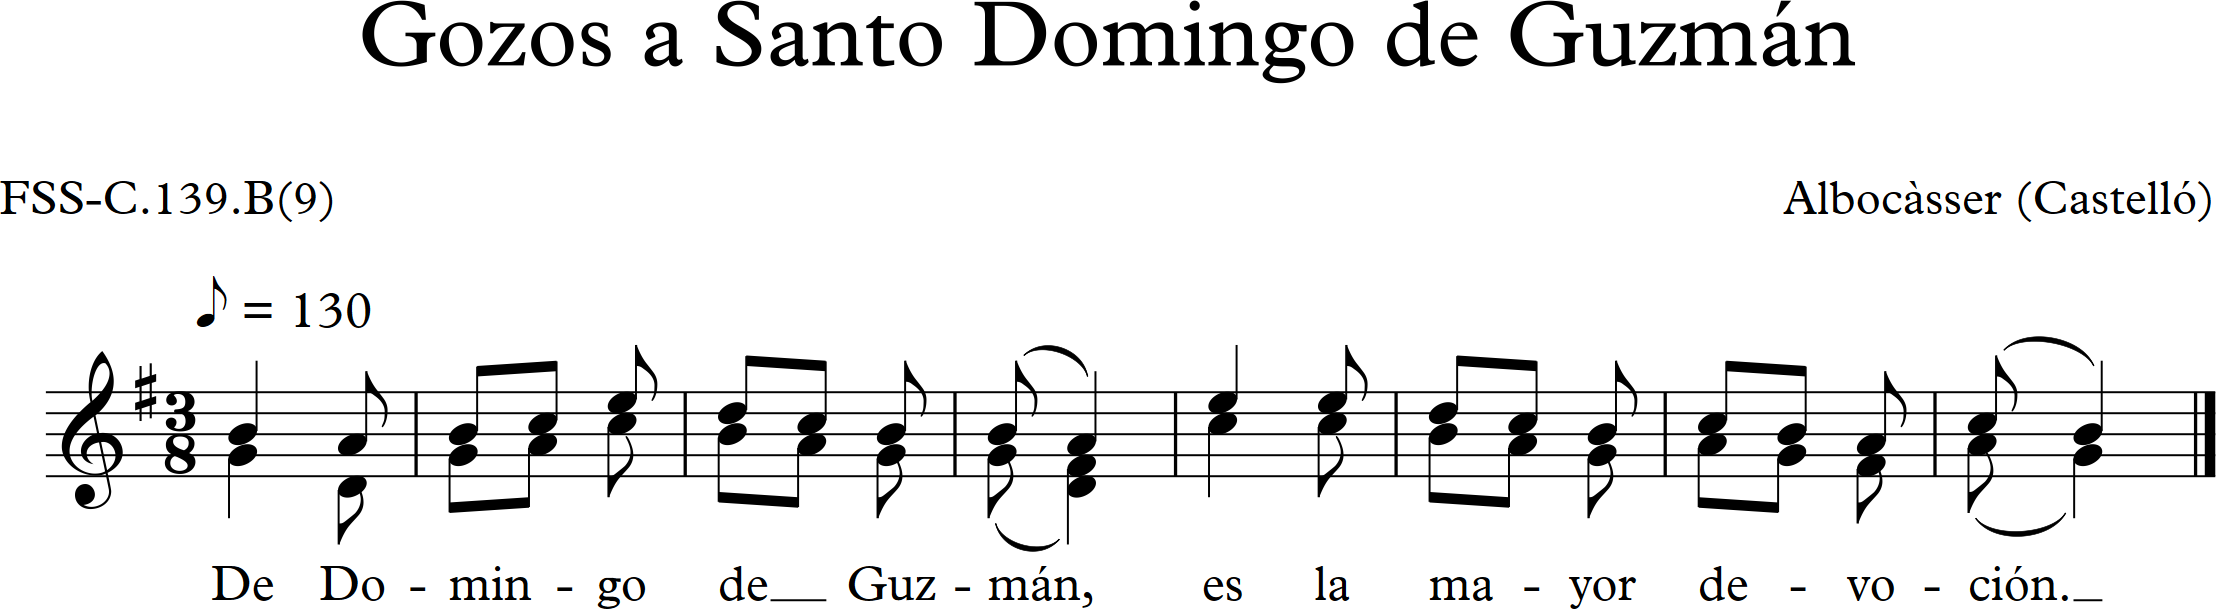 Gozos a Santo Domingo de Guzmán
FSS-C.139.B(9) Albocàsser (Castelló)
♪ = 130
3
8
De Do - min - go de__ Guz - mán, es la ma - yor de - vo - ción._